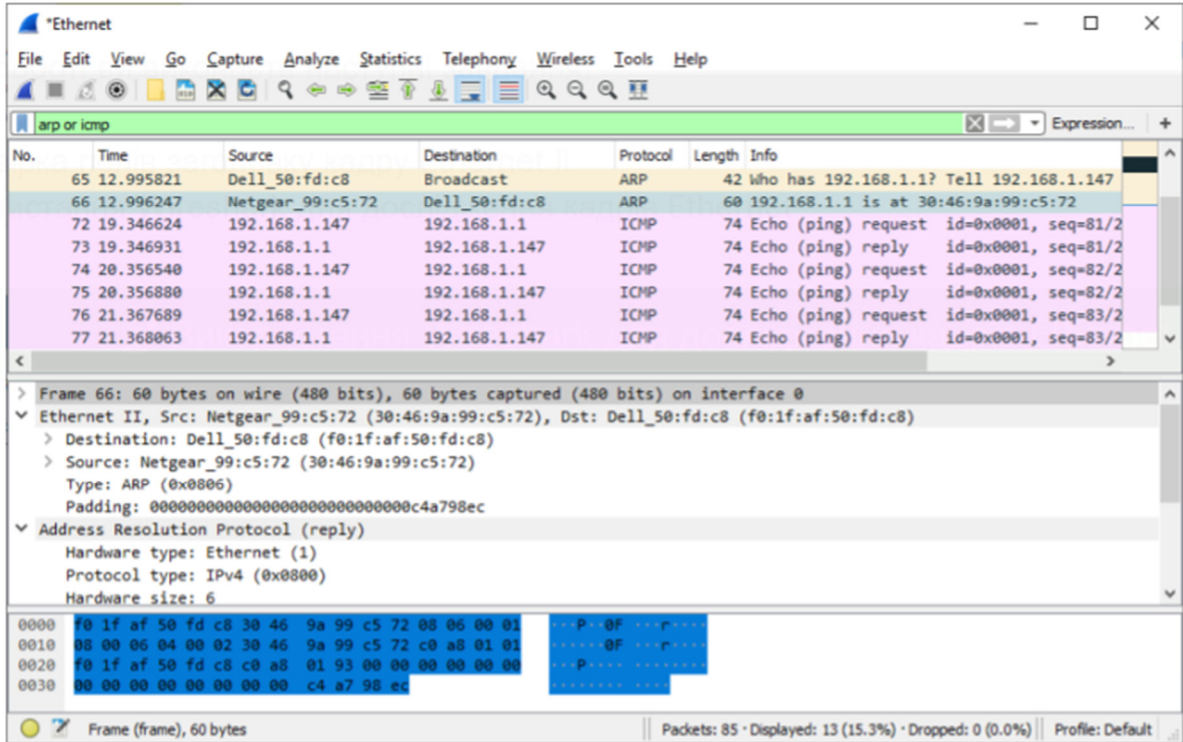 *Ethernet
File Edit View Go Capture Analyze Statistics Telephony Wireless Tools Help
arp or icmp Expression... +
No. Time Source Destination Protocol Length Info
65 12.995821 Dell_50:fd:c8 Broadcast ARP 42 Who has 192.168.1.1? Tell 192.168.1.147
66 12.996247 Netgear_99:c5:72 Dell_50:fd:c8 ARP 60 192.168.1.1 is at 30:46:9a:99:c5:72
72 19.346624 192.168.1.147 192.168.1.1 ICMP 74 Echo (ping) request id=0x0001, seq=81/2
73 19.346931 192.168.1.1 192.168.1.147 ICMP 74 Echo (ping) reply id=0x0001, seq=81/2
74 20.356540 192.168.1.147 192.168.1.1 ICMP 74 Echo (ping) request id=0x0001, seq=82/2
75 20.356880 192.168.1.1 192.168.1.147 ICMP 74 Echo (ping) reply id=0x0001, seq=82/2
76 21.367689 192.168.1.147 192.168.1.1 ICMP 74 Echo (ping) request id=0x0001, seq=83/2
77 21.368063 192.168.1.1 192.168.1.147 ICMP 74 Echo (ping) reply id=0x0001, seq=83/2
> Frame 66: 60 bytes on wire (480 bits), 60 bytes captured (480 bits) on interface 0
Ethernet II, Src: Netgear_99:c5:72 (30:46:9a:99:c5:72), Dst: Dell_50:fd:c8 (f0:1f:af:50:fd:c8)
> Destination: Dell_50:fd:c8 (f0:1f:af:50:fd:c8)
> Source: Netgear_99:c5:72 (30:46:9a:99:c5:72)
Type: ARP (0x0806)
Padding: 0000000000000000000000000000c4a798ec
Address Resolution Protocol (reply)
Hardware type: Ethernet (1)
Protocol type: IPv4 (0x0800)
Hardware size: 6
0000 f0 1f af 50 fd c8 30 46 9a 99 c5 72 08 06 00 01 ···P··0F ···r····
0010 08 00 06 04 00 02 30 46 9a 99 c5 72 c0 a8 01 01 ······0F ···r····
0020 f0 1f af 50 fd c8 c0 a8 01 93 00 00 00 00 00 00 ···P···· ········
0030 00 00 00 00 00 00 00 00 c4 a7 98 ec ········ ····
Frame (frame), 60 bytes Packets: 85 · Displayed: 13 (15.3%) · Dropped: 0 (0.0%) Profile: Default